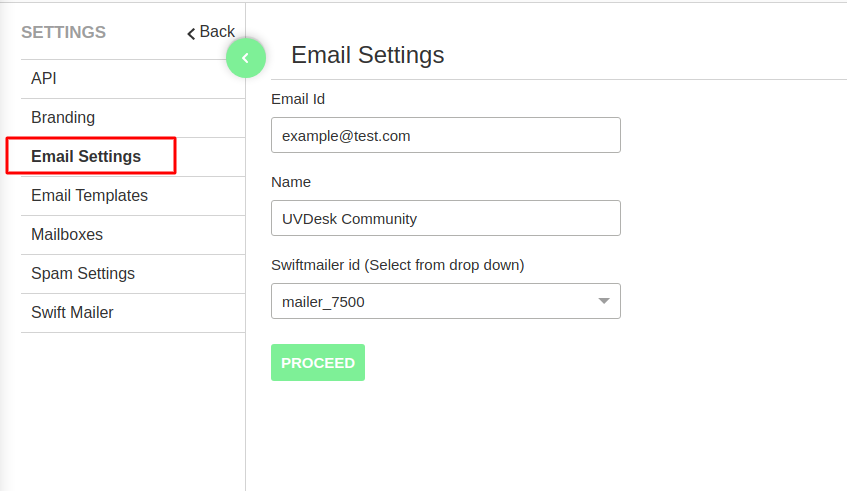 SETTINGS
Back
API
Branding
Email Settings
Email Templates
Mailboxes
Spam Settings
Swift Mailer
Email Settings
Email Id
example@test.com
Name
UVDesk Community
Swiftmailer id (Select from drop down)
mailer_7500
PROCEED